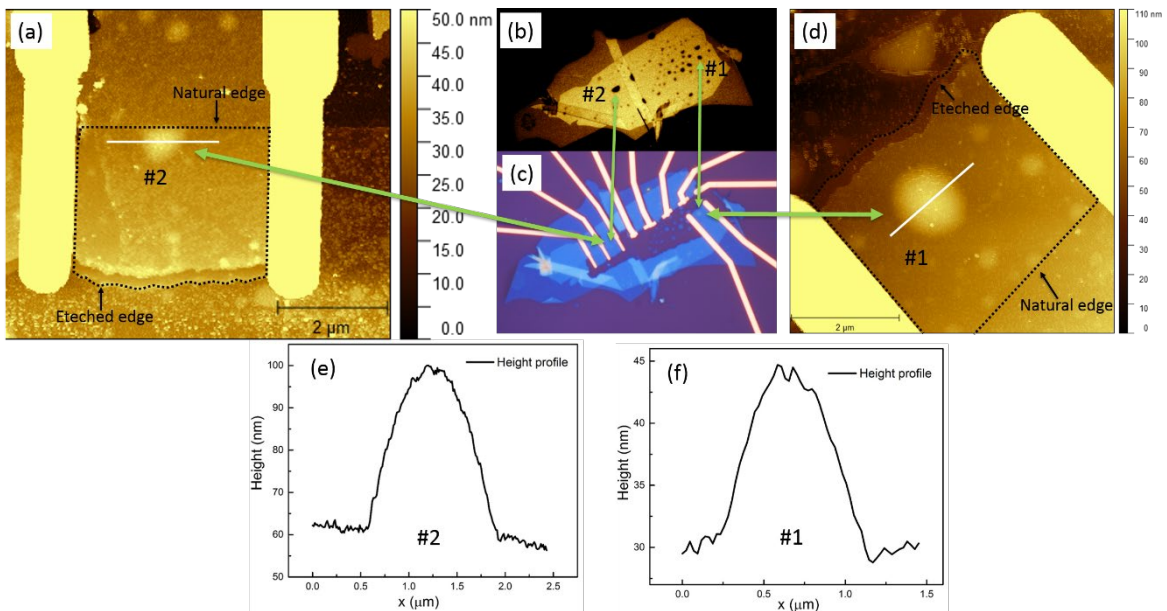 (a)
Natural edge
#2
Eteched edge
2 µm
50.0 nm
45.0
40.0
35.0
30.0
25.0
20.0
15.0
10.0
5.0
0.0
(b)
#1
#2
(c)
(d)
Eteched edge
#1
Natural edge
2 µm
110 nm
100
90
80
70
60
50
40
30
20
10
0
(e)
Height profile
Height (nm)
100
90
80
70
60
50
#2
0.0 0.5 1.0 1.5 2.0 2.5
x (µm)
(f)
Height profile
Height (nm)
45
40
35
30
#1
0.0 0.5 1.0 1.5
x (µm)